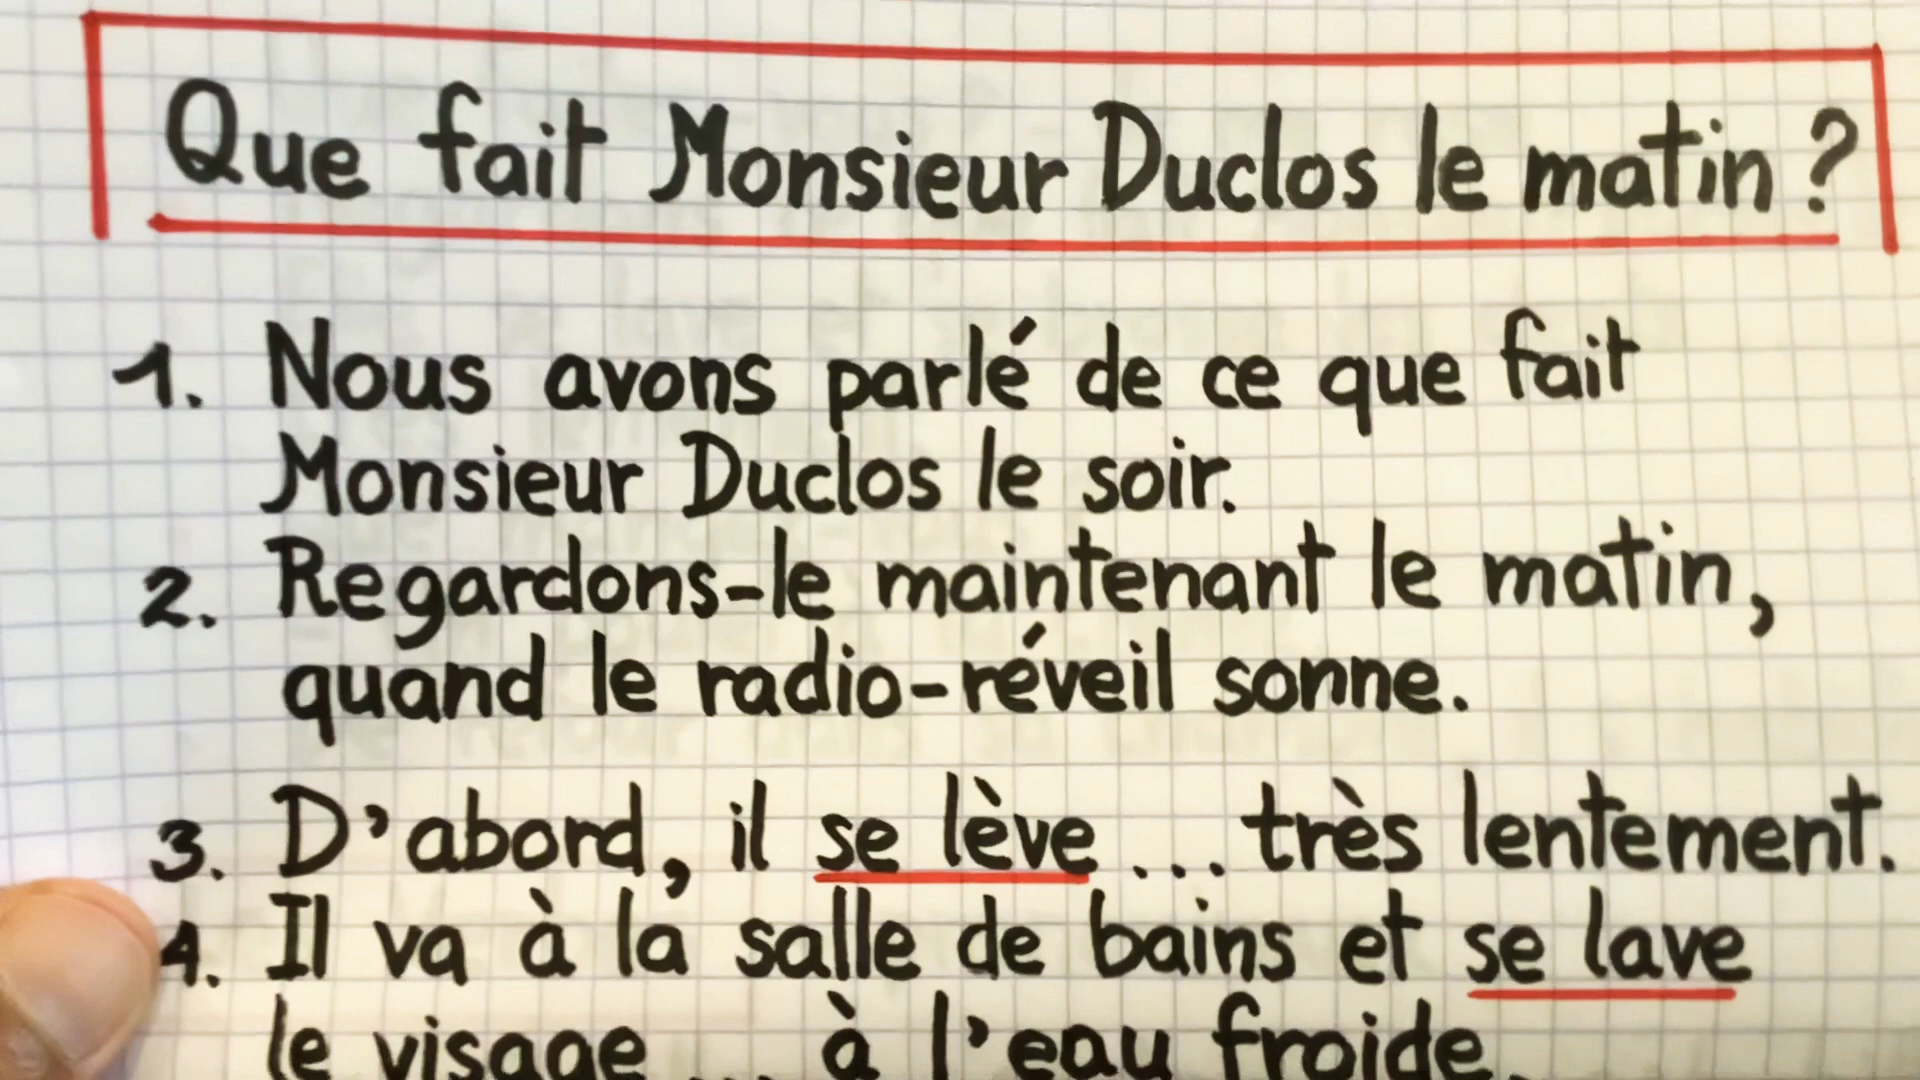 Que fait Monsieur Duclos le matin ?
1. Nous avons parlé de ce que fait
Monsieur Duclos le soir.
2. Regardons-le maintenant le matin,
quand le radio-réveil sonne.
3. D'abord, il se lève ... très lentement.
4. Il va à la salle de bains et se lave
le visage ... à l'eau froide.